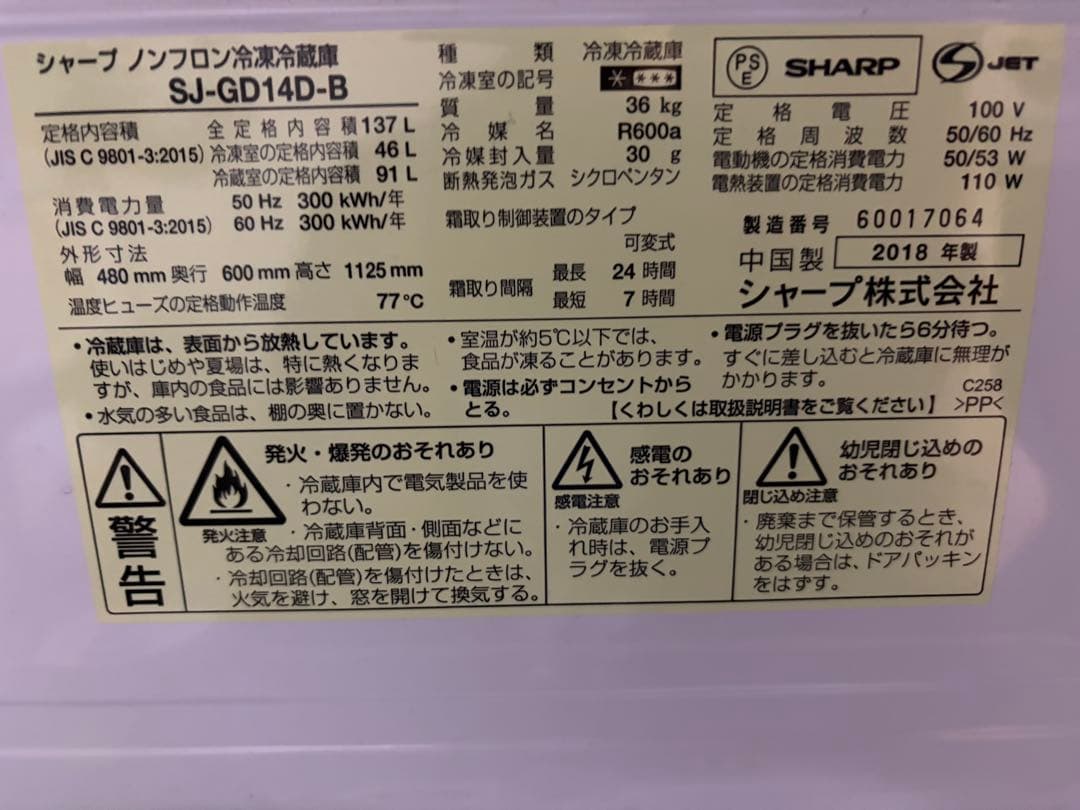 シャープ ノンフロン冷凍冷蔵庫
SJ-GD14D-B
定格内容積 全定格内容積 137 L
(JIS C 9801-3:2015) 冷凍室の定格内容積 46 L
冷蔵室の定格内容積 91 L
消費電力量 50 Hz 300 kWh/年
(JIS C 9801-3:2015) 60 Hz 300 kWh/年
外形寸法
幅 480 mm 奥行 600 mm 高さ 1125 mm
温度ヒューズの定格動作温度 77℃
種類 冷凍冷蔵庫
冷凍室の記号 * ***
質量 36 kg
冷媒名 R600a
冷媒封入量 30 g
断熱発泡ガス シクロペンタン
霜取り制御装置のタイプ
可変式
霜取り間隔 最長 24 時間
最短 7 時間
PS
E
SHARP
S JET
定格電圧 100 V
定格周波数 50/60 Hz
電動機の定格消費電力 50/53 W
電熱装置の定格消費電力 110 W
製造番号 60017064
中国製 2018 年製
シャープ株式会社
・冷蔵庫は、表面から放熱しています。
使いはじめや夏場は、特に熱くなりま
すが、庫内の食品には影響ありません。
・水気の多い食品は、棚の奥に置かない。
・室温が約5℃以下では、
食品が凍ることがあります。
・電源は必ずコンセントから
とる。
・電源プラグを抜いたら6分待つ。
すぐに差し込むと冷蔵庫に無理が
かかります。
【くわしくは取扱説明書をご覧ください】
C258
>PP<
警告
発火・爆発のおそれあり
発火注意
・冷蔵庫内で電気製品を使
わない。
・冷蔵庫背面・側面などに
ある冷却回路(配管)を傷付けない。
・冷却回路(配管)を傷付けたときは、
火気を避け、窓を開けて換気する。
感電の
おそれあり
感電注意
・冷蔵庫のお手入
れ時は、電源プ
ラグを抜く。
幼児閉じ込めの
おそれあり
閉じ込め注意
・廃棄まで保管するとき、
幼児閉じ込めのおそれが
ある場合は、ドアパッキン
をはずす。